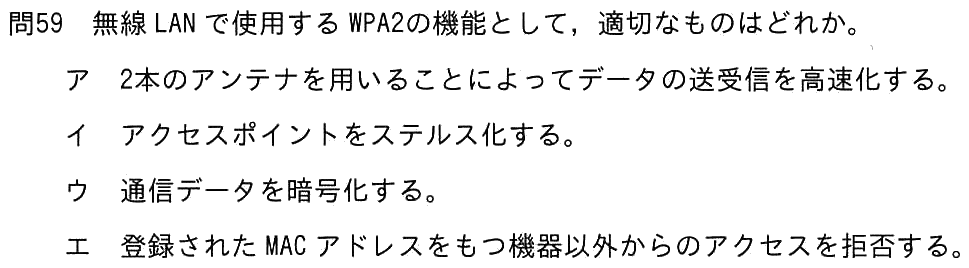 問59　無線 LAN で使用する WPA2の機能として，適切なものはどれか。
ア　2本のアンテナを用いることによってデータの送受信を高速化する。
イ　アクセスポイントをステルス化する。
ウ　通信データを暗号化する。
エ　登録された MAC アドレスをもつ機器以外からのアクセスを拒否する。